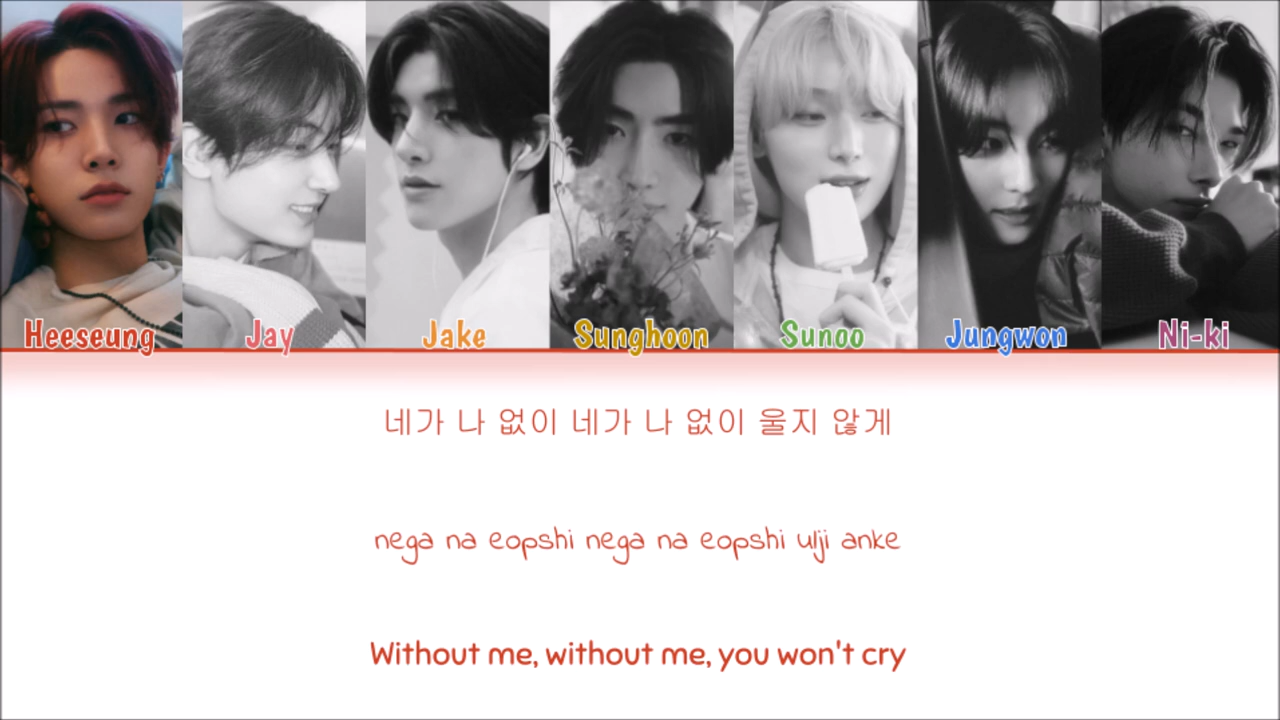 Heeseung Jay Jake Sunghoon Sunoo Jungwon Ni-ki
네가 나 없이 네가 나 없이 울지 않게
nega na eopshi nega na eopshi ulji anke
Without me, without me, you won't cry